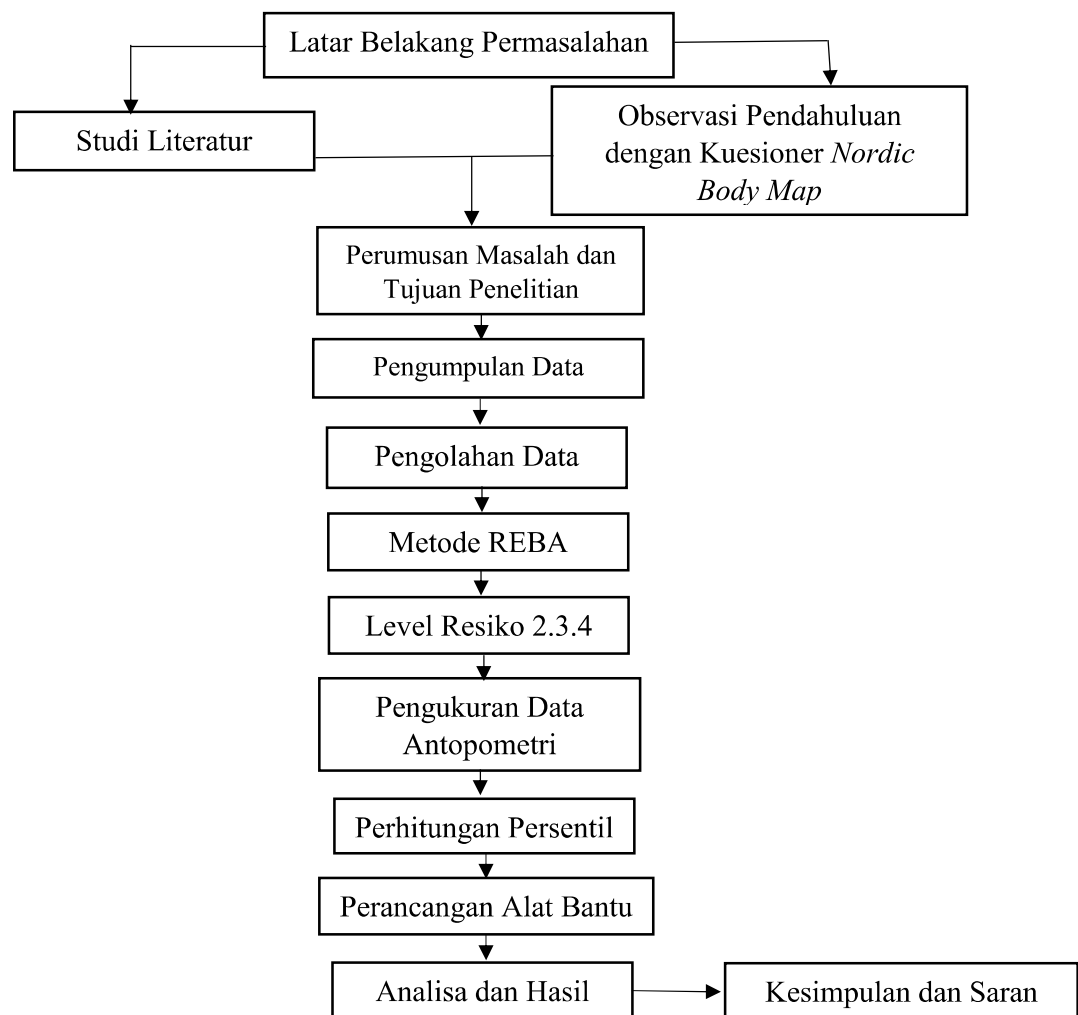 Latar Belakang Permasalahan
Studi Literatur
Observasi Pendahuluan
dengan Kuesioner Nordic
Body Map
Perumusan Masalah dan
Tujuan Penelitian
Pengumpulan Data
Pengolahan Data
Metode REBA
Level Resiko 2.3.4
Pengukuran Data
Antopometri
Perhitungan Persentil
Perancangan Alat Bantu
Analisa dan Hasil
Kesimpulan dan Saran